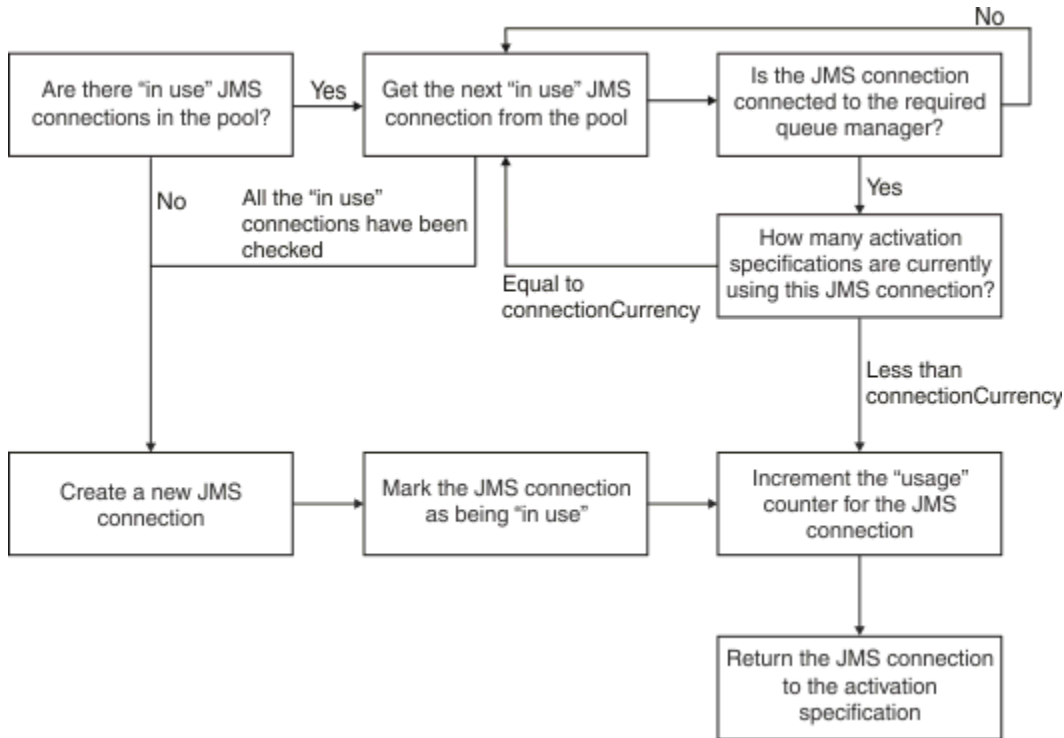 No
Are there “in use” JMS
connections in the pool?
Yes
Get the next “in use” JMS
connection from the pool
Is the JMS connection
connected to the required
queue manager?
No
All the “in use”
connections have been
checked
Yes
How many activation
specifications are currently
using this JMS connection?
Equal to
connectionCurrency
Less than
connectionCurrency
Create a new JMS
connection
Mark the JMS connection
as being “in use”
Increment the “usage”
counter for the JMS
connection
Return the JMS connection
to the activation
specification